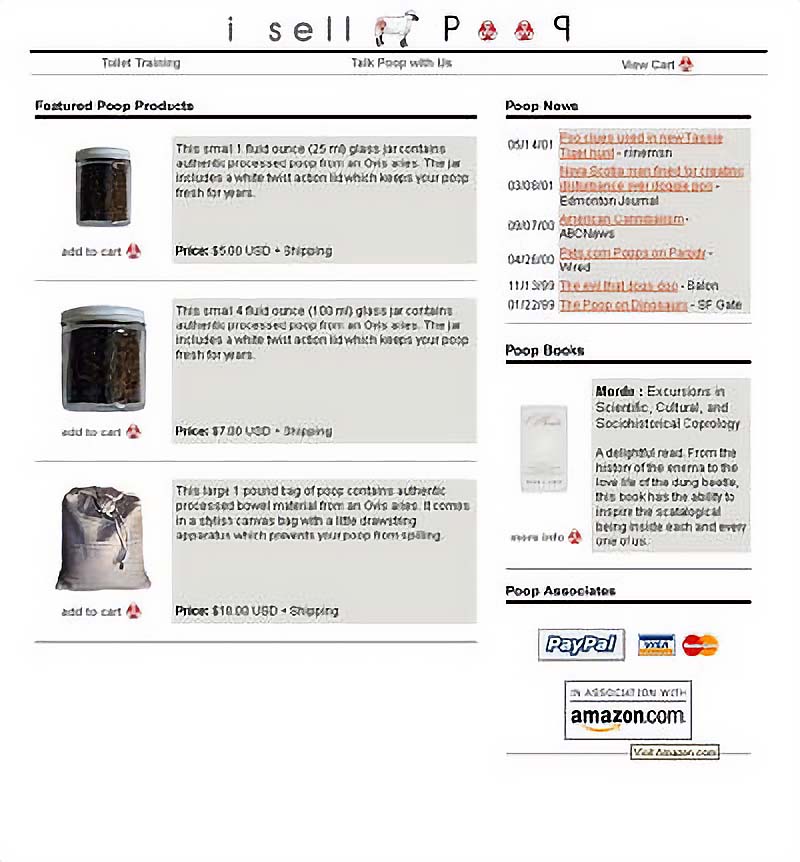 i sell Poop
Toilet Training
Talk Poop with Us
View Cart
Featured Poop Products
This small 1 fluid ounce (25 ml) glass jar contains
authentic processed poop from an Ovis aries. The jar
includes a white twist action lid which keeps your poop
fresh for years.
add to cart
Price: $5.00 USD + Shipping
This small 4 fluid ounce (100 ml) glass jar contains
authentic processed poop from an Ovis aries. The jar
includes a white twist action lid which keeps your poop
fresh for years.
add to cart
Price: $7.00 USD + Shipping
This large 1 pound bag of poop contains authentic
processed bowel material from an Ovis aries. It comes
in a stylish canvas bag with a little drawstring
apparatus which prevents your poop from spilling.
add to cart
Price: $10.00 USD + Shipping
Poop News
05/14/01 Poo clues used in new Tassie
Tiger hunt - ninemsn
03/08/01 Nova Scotia man fined for creating
disturbance over doggie poo -
Edmonton Journal
09/07/00 American Cannibalism -
ABCNews
04/26/00 Pets.com Poops on Parody -
Wired
11/13/99 The evil that dogs doo - Salon
01/22/99 The Poop on Dinosaurs - SF Gate
Poop Books
Merde : Excursions in
Scientific, Cultural, and
Sociohistorical Coprology
A delightful read. From the
history of the enema to the
love life of the dung beetle,
this book has the ability to
inspire the scatalogical
being inside each and every
one of us.
more info
Poop Associates
PayPal
VISA
MasterCard
IN ASSOCIATION WITH
amazon.com
Visit Amazon.com